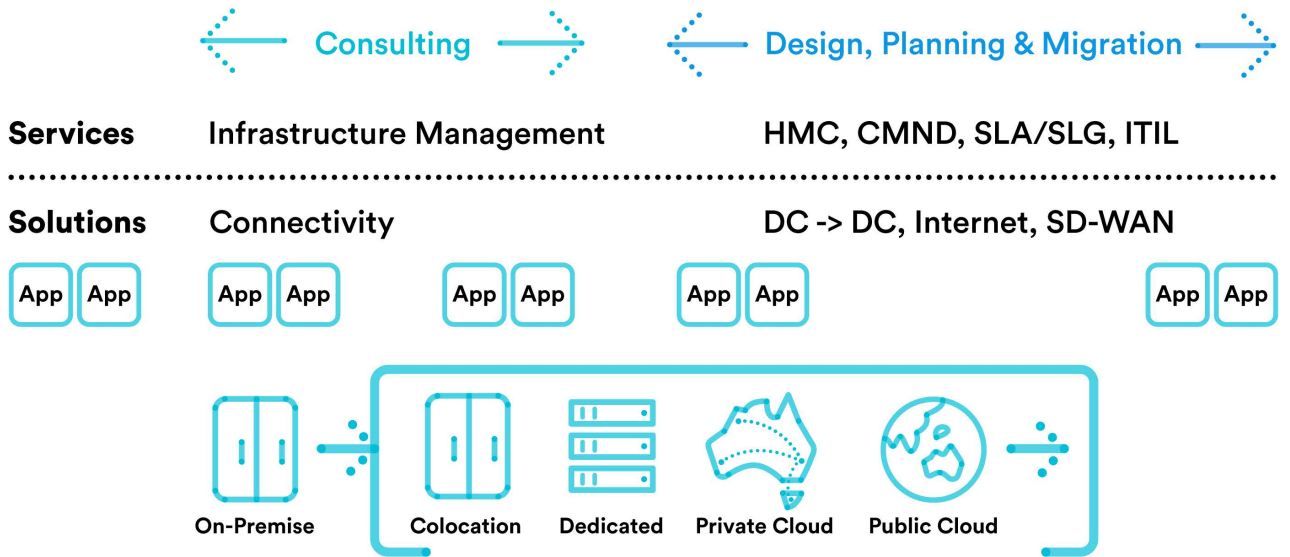 Consulting Design, Planning & Migration
Services Infrastructure Management HMC, CMND, SLA/SLG, ITIL
Solutions Connectivity DC -> DC, Internet, SD-WAN
App App App App App App App App App App
On-Premise Colocation Dedicated Private Cloud Public Cloud